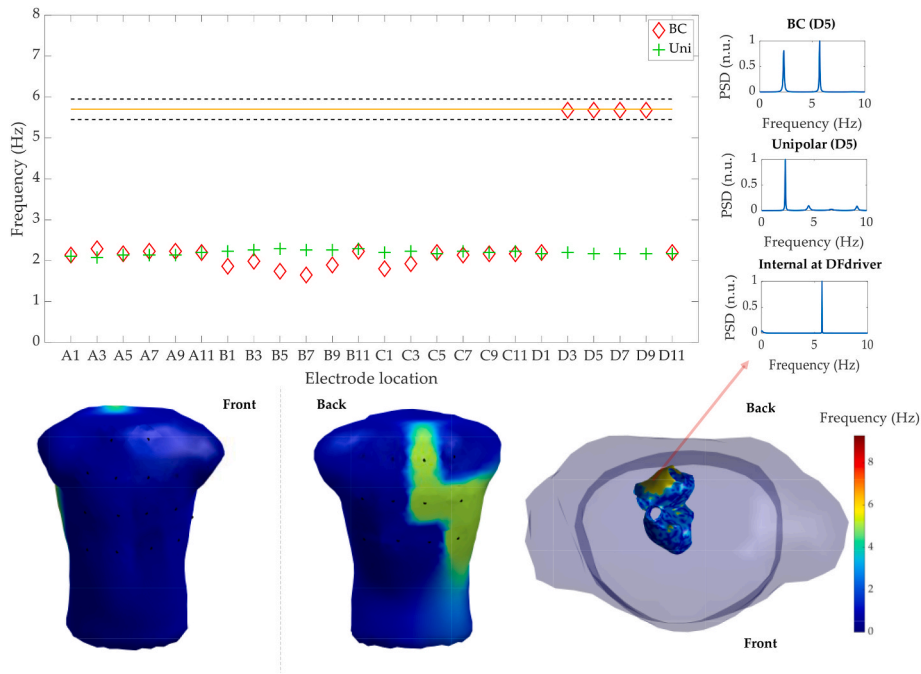 8
7
6
5
4
3
2
1
0
Frequency (Hz)
BC
Uni
A1 A3 A5 A7 A9 A11 B1 B3 B5 B7 B9 B11 C1 C3 C5 C7 C9 C11 D1 D3 D5 D7 D9 D11
Electrode location
BC (D5)
PSD (n.u.)
1
0.5
0
0 5 10
Frequency (Hz)
Unipolar (D5)
PSD (n.u.)
1
0.5
0
0 5 10
Internal at DFdriver
PSD (n.u.)
1
0.5
0
0 5 10
Frequency (Hz)
Front
Back
Back
Front
Frequency (Hz)
8
6
4
2
0